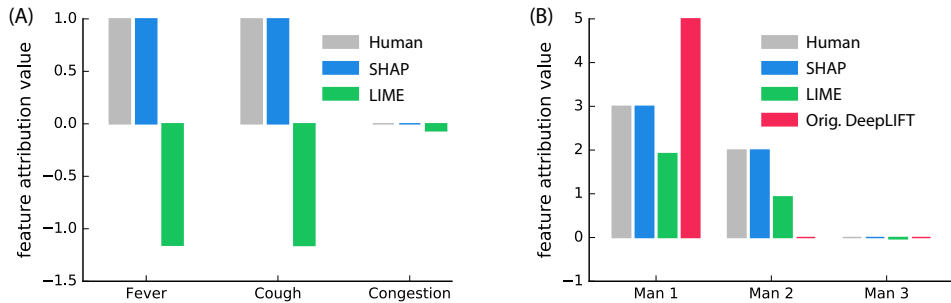 (A)
feature attribution value
1.0
0.5
0.0
−0.5
−1.0
−1.5
Human
SHAP
LIME
Fever
Cough
Congestion
(B)
feature attribution value
5
4
3
2
1
0
−1
Human
SHAP
LIME
Orig. DeepLIFT
Man 1
Man 2
Man 3